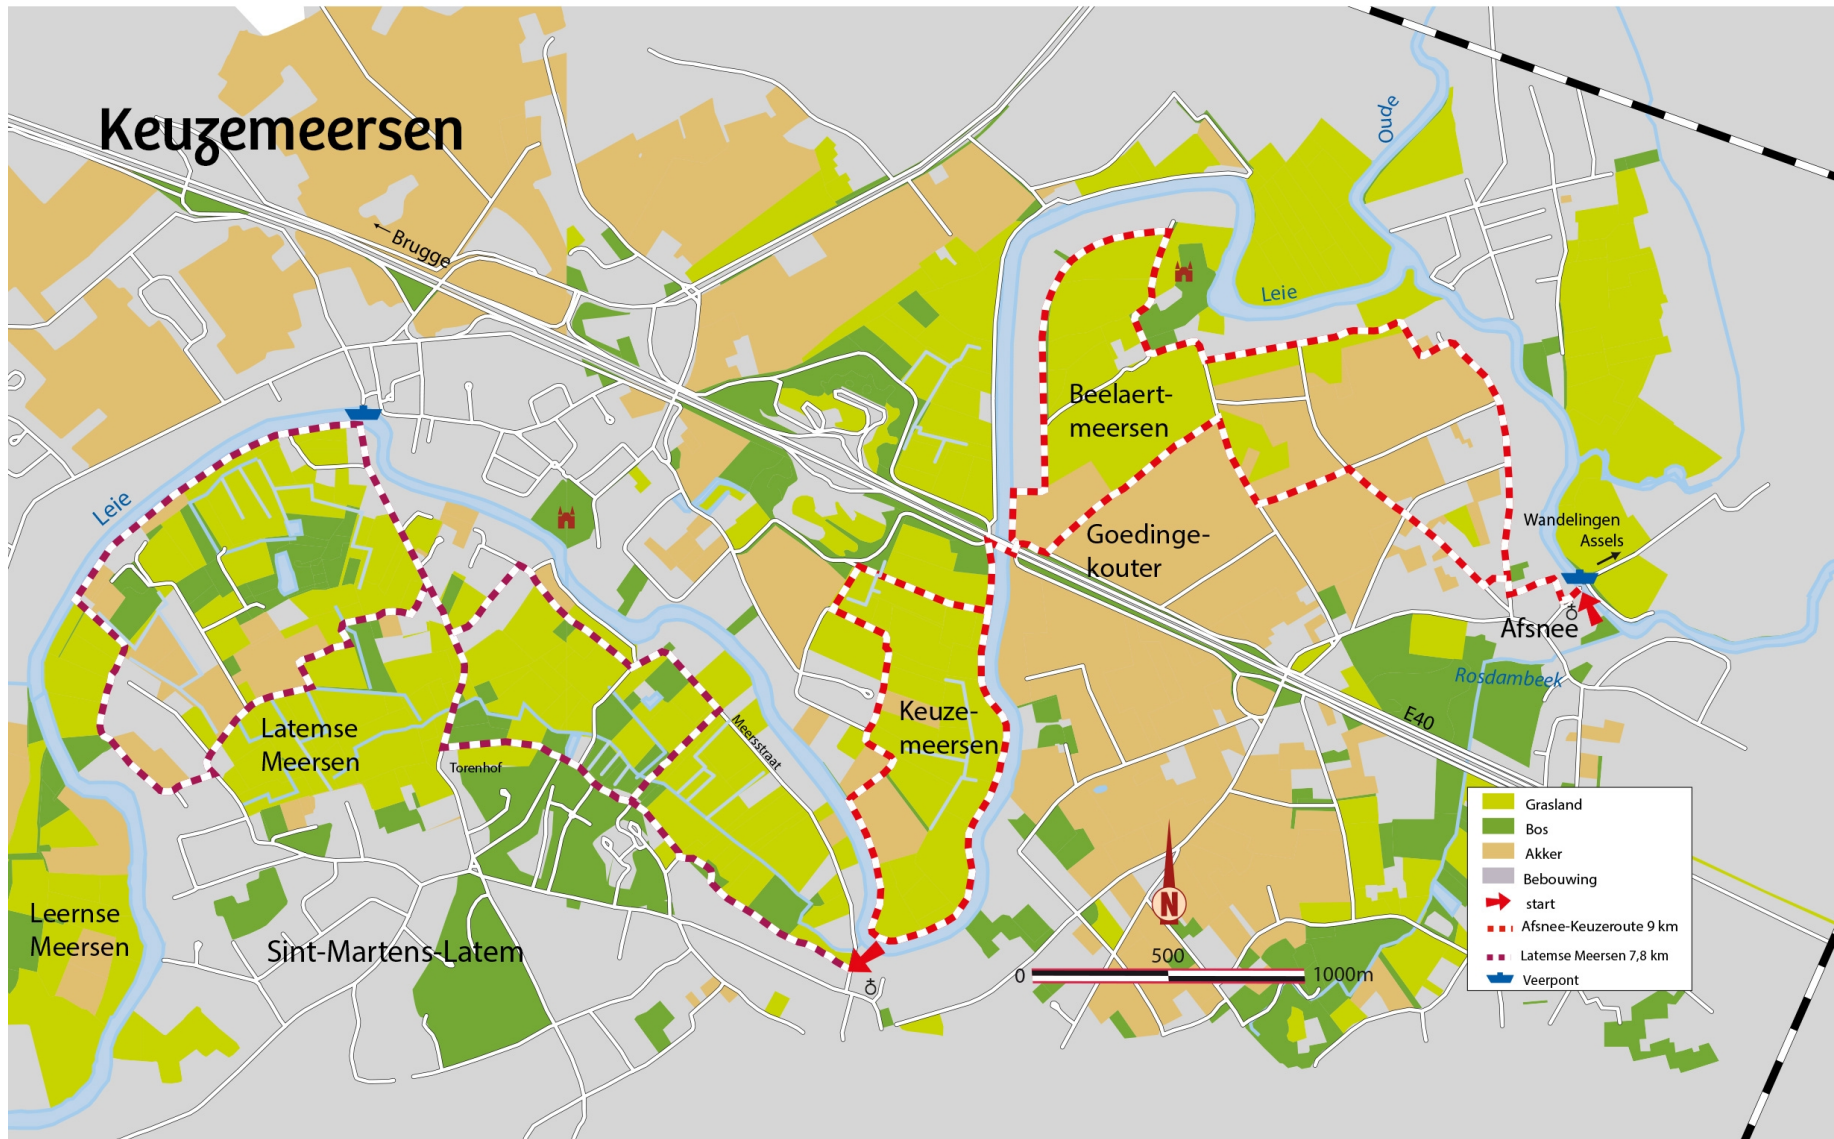 Keuzemeersen
Oude
← Brugge
Leie
Leie
Beelaert-
meersen
Goedinge-
kouter
Wandelingen
Assels
Afsnee
Rosdambeek
E40
Keuze-
meersen
Meersstraat
Latemse
Meersen
Torenhof
Leernse
Meersen
Sint-Martens-Latem
N
0
500
1000m
Grasland
Bos
Akker
Bebouwing
start
Afsnee-Keuzeroute 9 km
Latemse Meersen 7,8 km
Veerpont